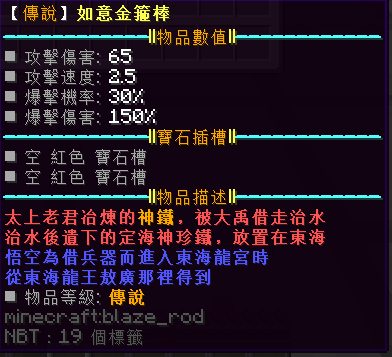 【傳說】如意金箍棒
物品數值
■ 攻擊傷害: 65
■ 攻擊速度: 2.5
■ 爆擊機率: 30%
■ 爆擊傷害: 150%
寶石插槽
■ 空 紅色 寶石槽
■ 空 紅色 寶石槽
物品描述
太上老君冶煉的神鐵，被大禹借走治水
治水後遺下的定海神珍鐵，放置在東海
悟空為借兵器而進入東海龍宮時
從東海龍王敖廣那裡得到
■ 物品等級: 傳說
minecraft:blaze_rod
NBT：19 個標籤